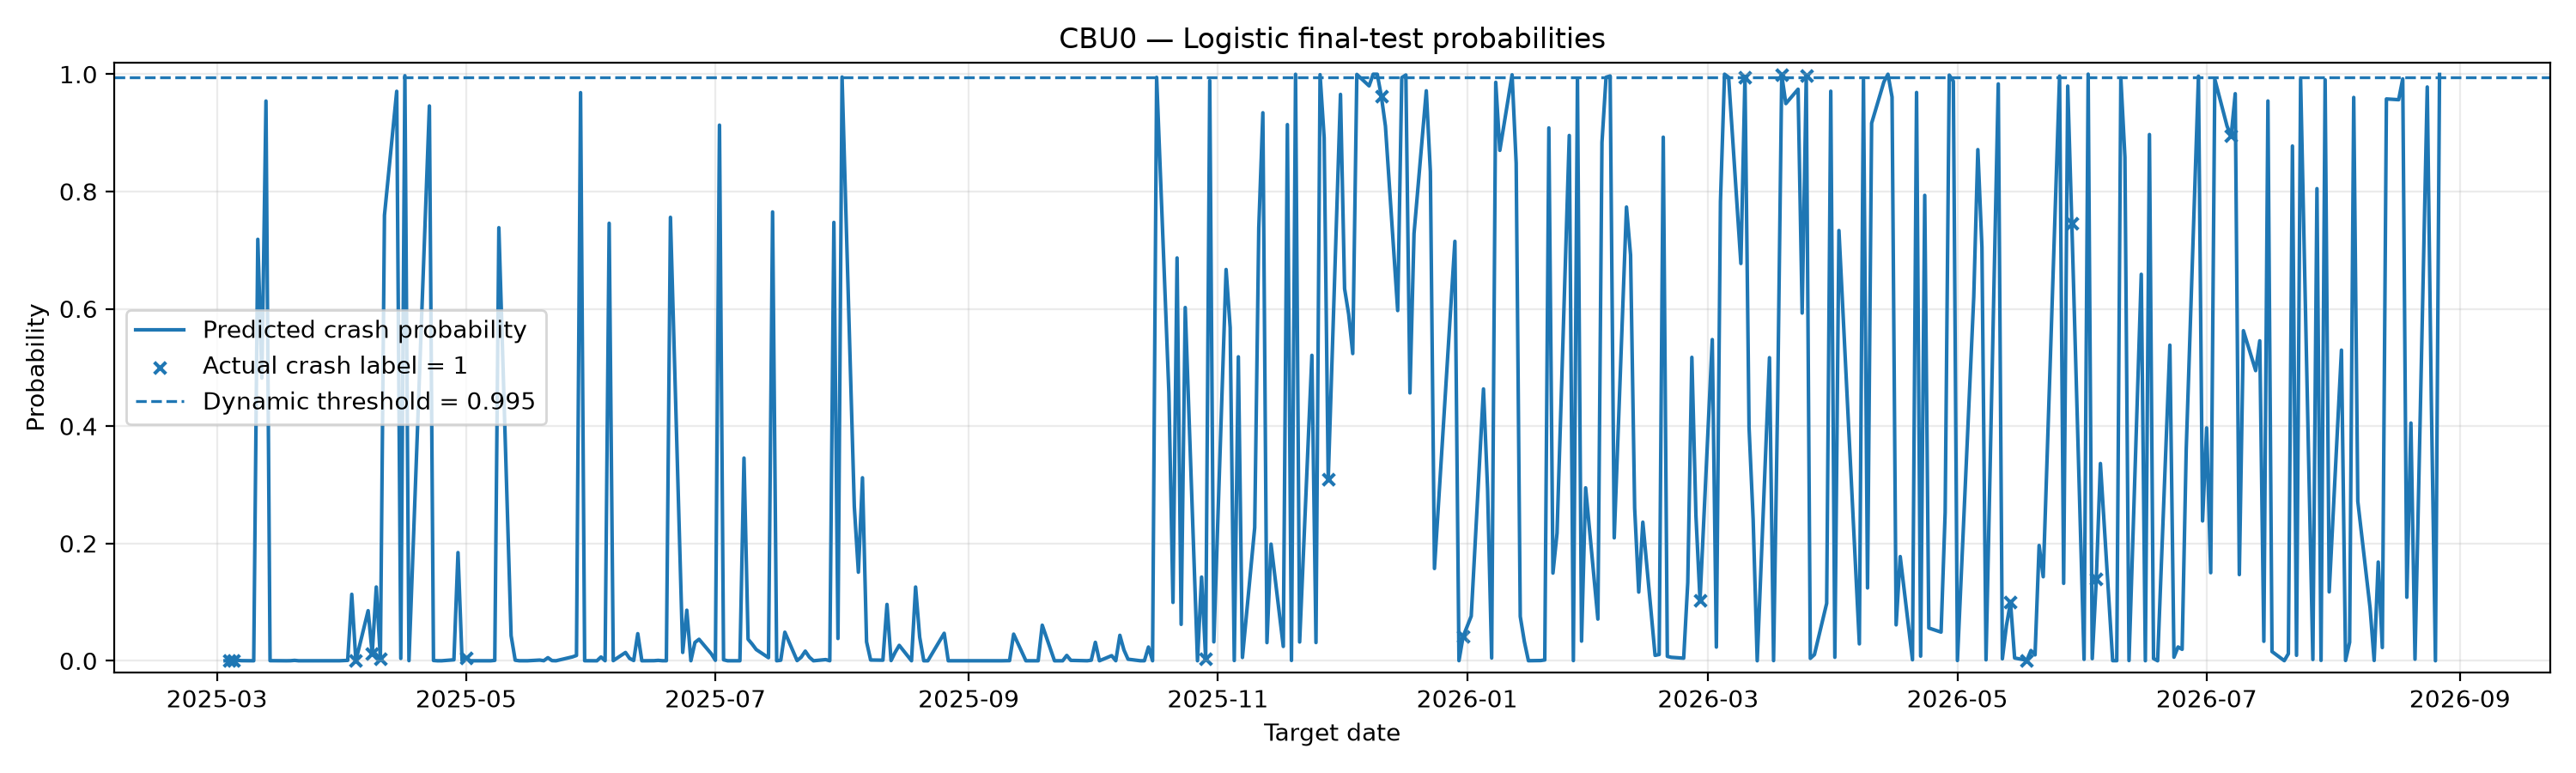 CBU0 — Logistic final-test probabilities
Probability
1.0
0.8
0.6
0.4
0.2
0.0
Predicted crash probability
Actual crash label = 1
Dynamic threshold = 0.995
2025-03 2025-05 2025-07 2025-09 2025-11 2026-01 2026-03 2026-05 2026-07 2026-09
Target date